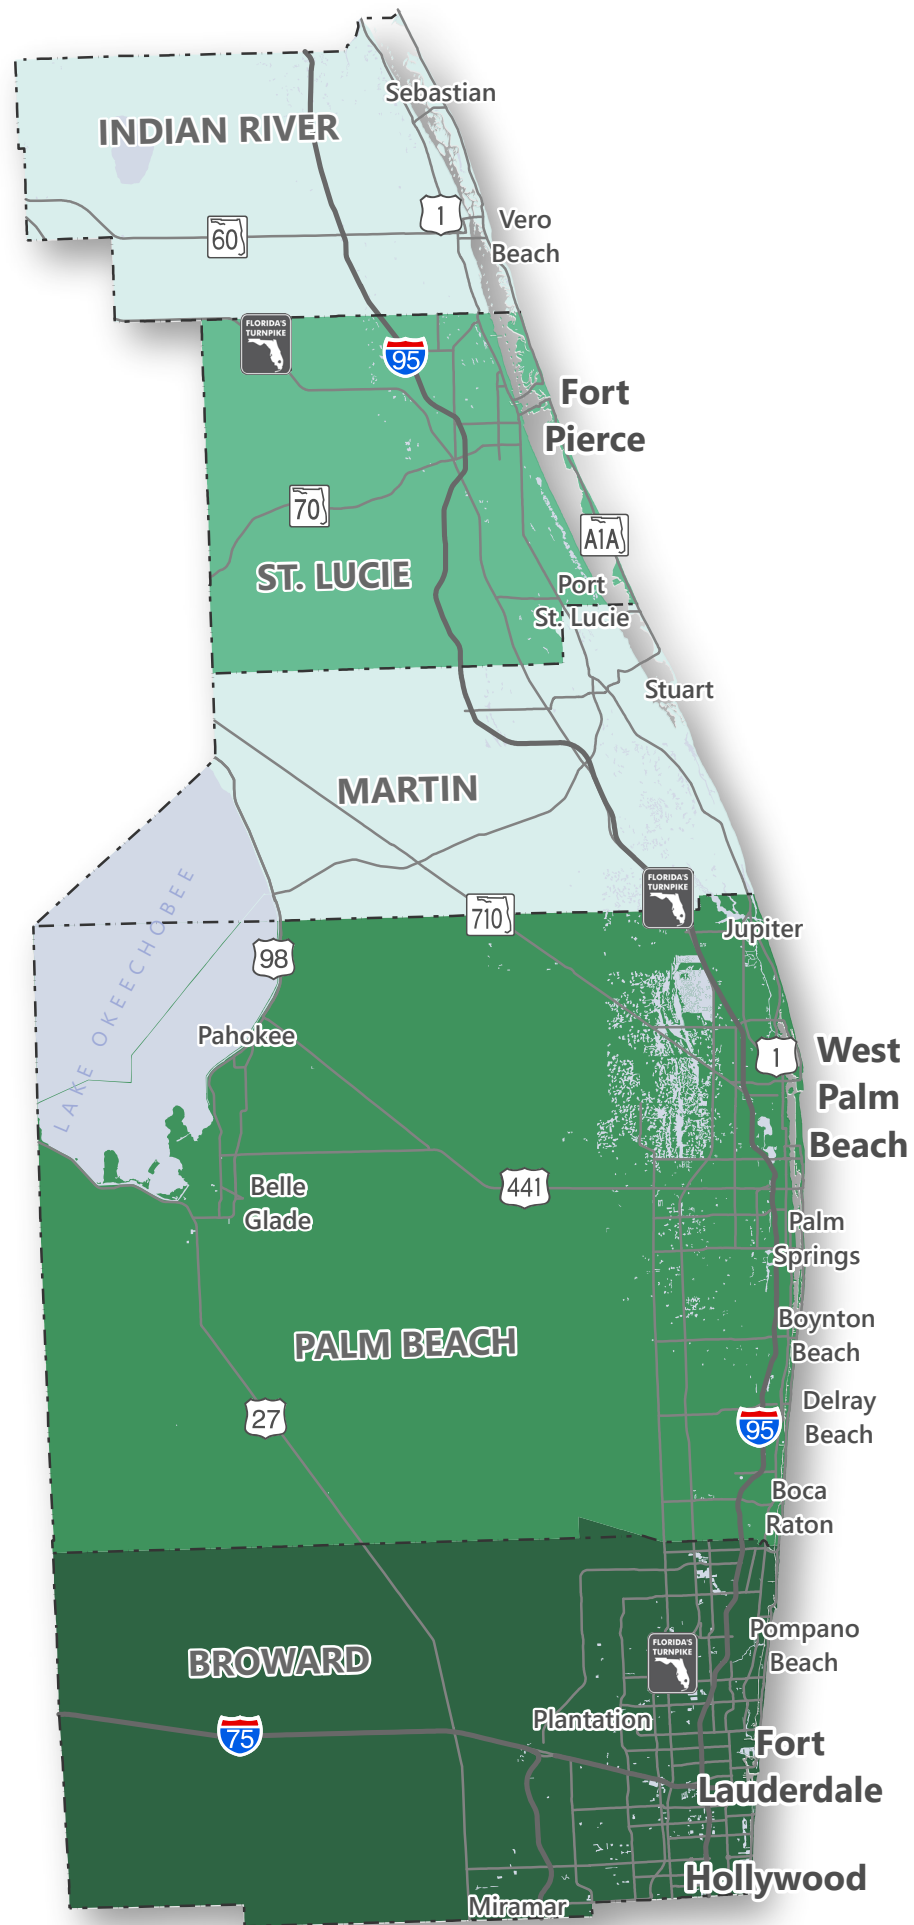 Sebastian
INDIAN RIVER
1
Vero
Beach
60
FLORIDA'S
TURNPIKE
95
Fort
Pierce
70
A1A
ST. LUCIE
Port
St. Lucie
Stuart
MARTIN
FLORIDA'S
TURNPIKE
710
Jupiter
98
LAKE OKEECHOBEE
Pahokee
1
West
Palm
Beach
441
Belle
Glade
Palm
Springs
Boynton
Beach
PALM BEACH
Delray
Beach
27
95
Boca
Raton
Pompano
Beach
FLORIDA'S
TURNPIKE
BROWARD
Plantation
75
Fort
Lauderdale
Hollywood
Miramar